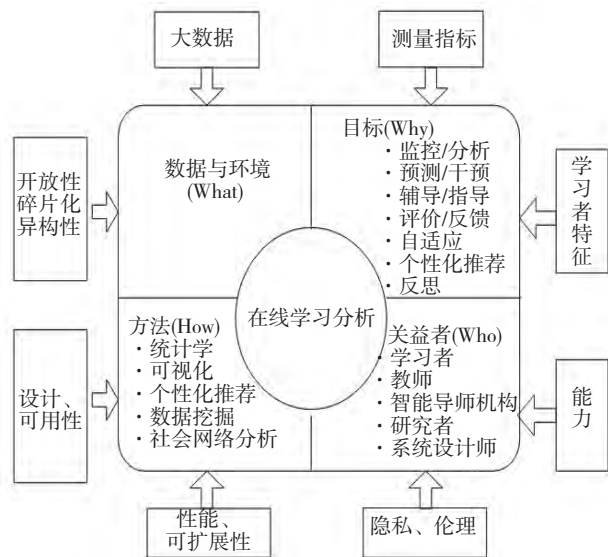 大数据
测量指标
开放性
碎片化
异构性
数据与环境
(What)
目标(Why)
·监控/分析
·预测/干预
·辅导/指导
·评价/反馈
·自适应
·个性化推荐
·反思
学
习
者
特
征
在线学习分析
设计、
可用性
方法(How)
·统计学
·可视化
·个性化推荐
·数据挖掘
·社会网络分析
关益者(Who)
·学习者
·教师
·智能导师机构
·研究者
·系统设计师
能
力
性能、
可扩展性
隐私、伦理